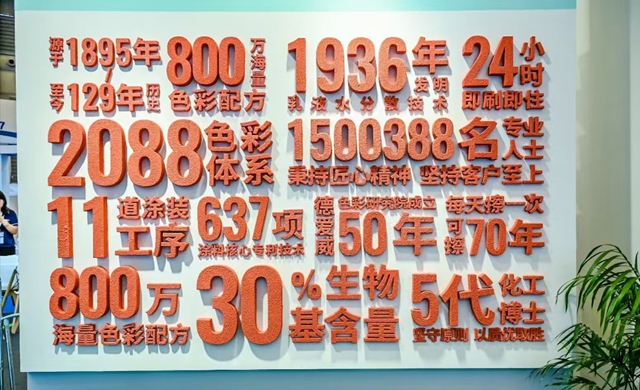 源于1895年
至今129年历史
800万海量
色彩配方
1936年发明
乳液水分散技术
24小时
即刷即住
2088色彩体系
1500388名专业人士
秉持匠心精神 坚持客户至上
11道涂装工序
637项
涂料核心专利技术
德爱威色彩研究院成立
50年
每天擦一次
可擦70年
800万
海量色彩配方
30%生物基含量
5代化工博士
坚守原则 以质优取胜